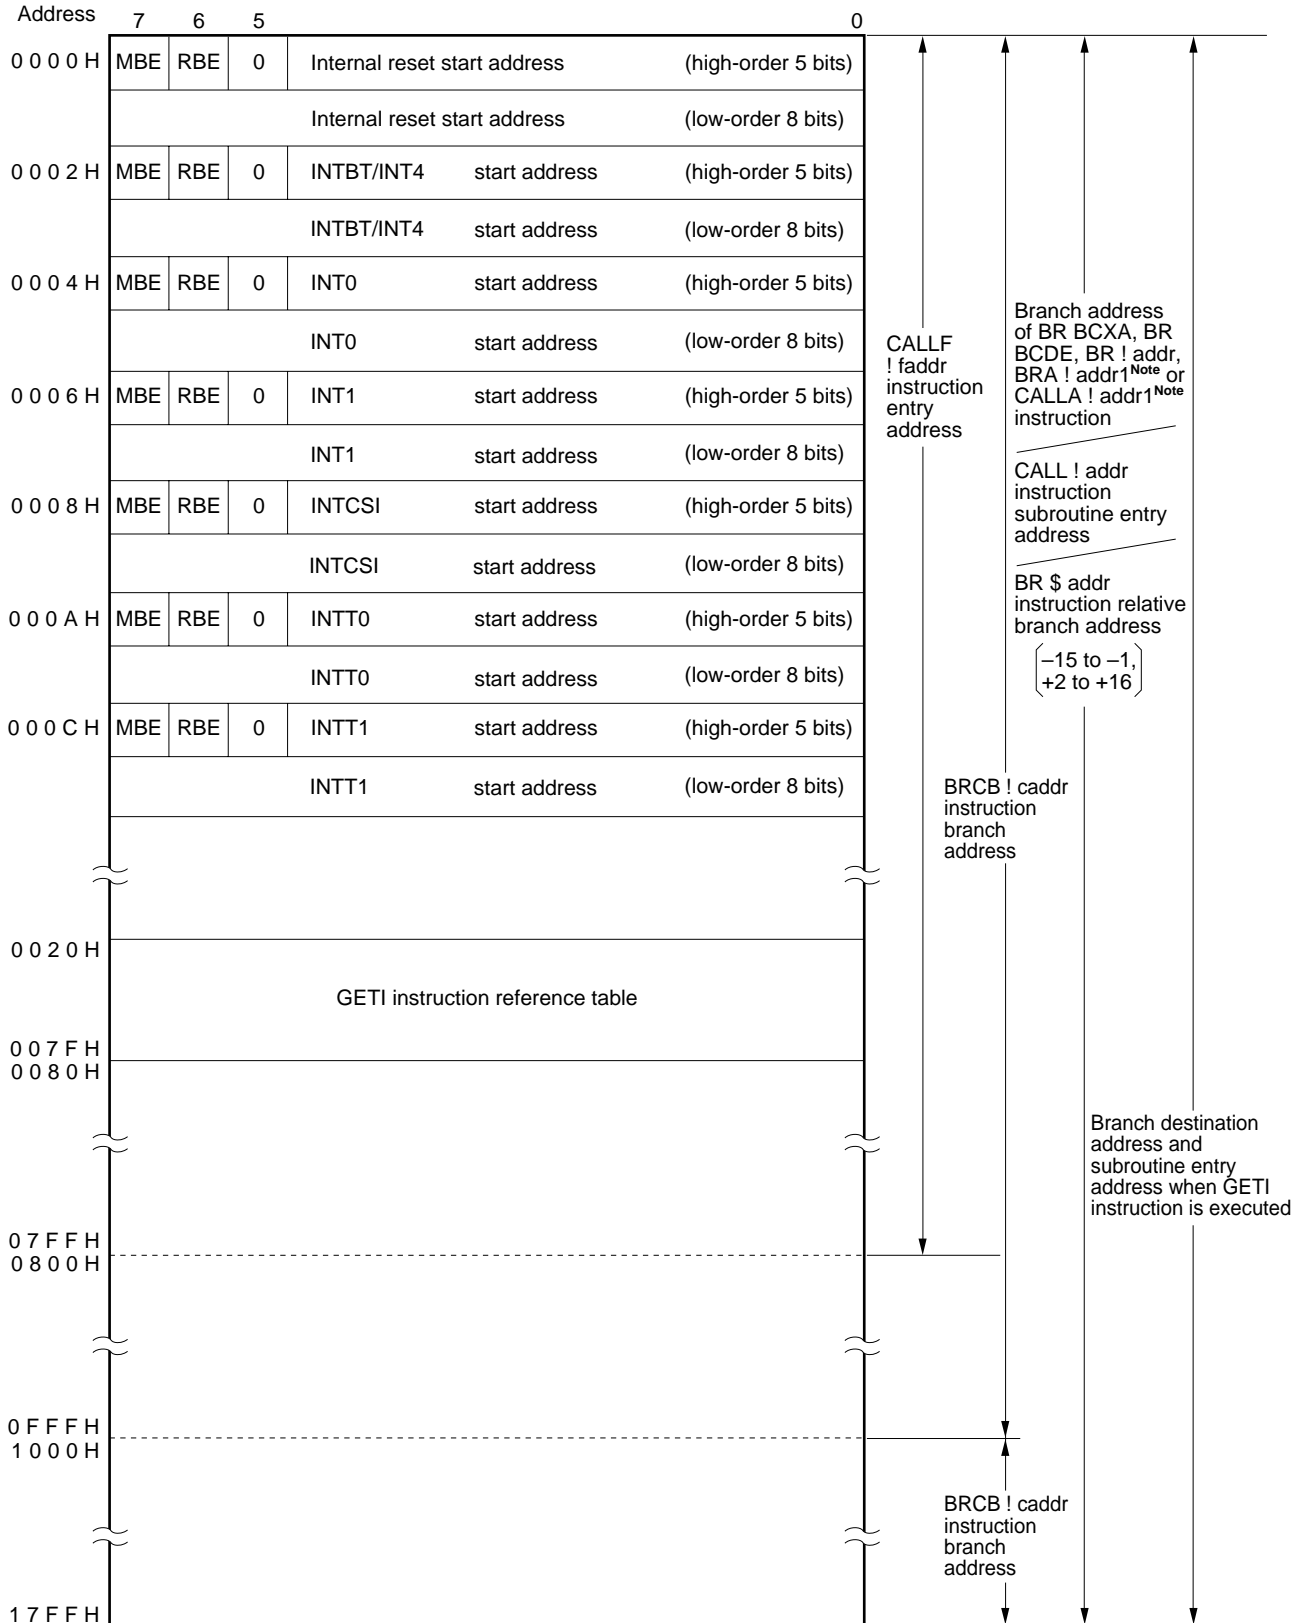 Address
7 6 5 0
0000H MBE RBE 0 Internal reset start address (high-order 5 bits)
Internal reset start address (low-order 8 bits)
0002H MBE RBE 0 INTBT/INT4 start address (high-order 5 bits)
INTBT/INT4 start address (low-order 8 bits)
0004H MBE RBE 0 INT0 start address (high-order 5 bits)
INT0 start address (low-order 8 bits)
0006H MBE RBE 0 INT1 start address (high-order 5 bits)
INT1 start address (low-order 8 bits)
0008H MBE RBE 0 INTCSI start address (high-order 5 bits)
INTCSI start address (low-order 8 bits)
000AH MBE RBE 0 INTT0 start address (high-order 5 bits)
INTT0 start address (low-order 8 bits)
000CH MBE RBE 0 INTT1 start address (high-order 5 bits)
INTT1 start address (low-order 8 bits)
0020H
GETI instruction reference table
007FH
0080H
07FFH
0800H
0FFFH
1000H
17FFH
CALLF
! faddr
instruction
entry
address
BRCB ! caddr
instruction
branch
address
BRCB ! caddr
instruction
branch
address
Branch address
of BR BCXA, BR
BCDE, BR ! addr,
BRA ! addr1Note or
CALLA ! addr1Note
instruction
CALL ! addr
instruction
subroutine entry
address
BR $ addr
instruction relative
branch address
–15 to –1,
+2 to +16
Branch destination
address and
subroutine entry
address when GETI
instruction is executed